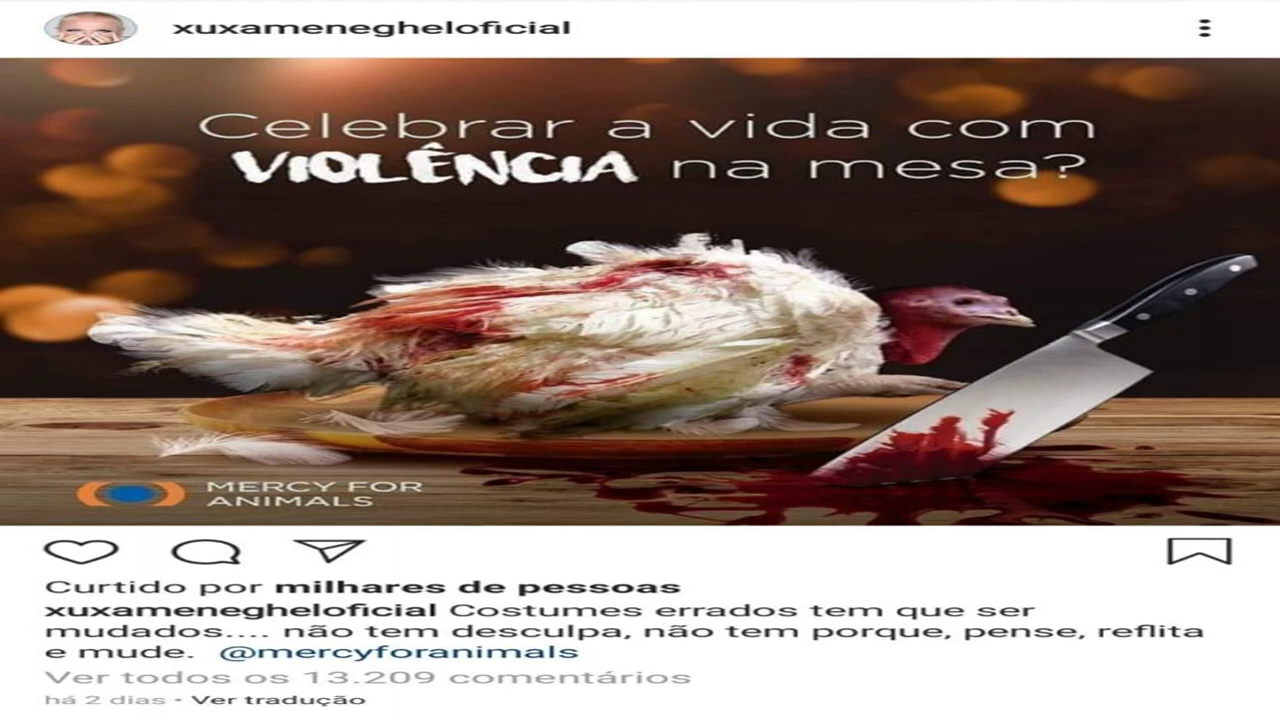 xuxamenegheloficial
Celebrar a vida com
VIOLÊNCIA na mesa?
MERCY FOR
ANIMALS
Curtido por milhares de pessoas
xuxamenegheloficial Costumes errados tem que ser
mudados.... não tem desculpa, não tem porque, pense, reflita
e mude. @mercyforanimals
Ver todos os 13.209 comentários
há 2 dias · Ver tradução